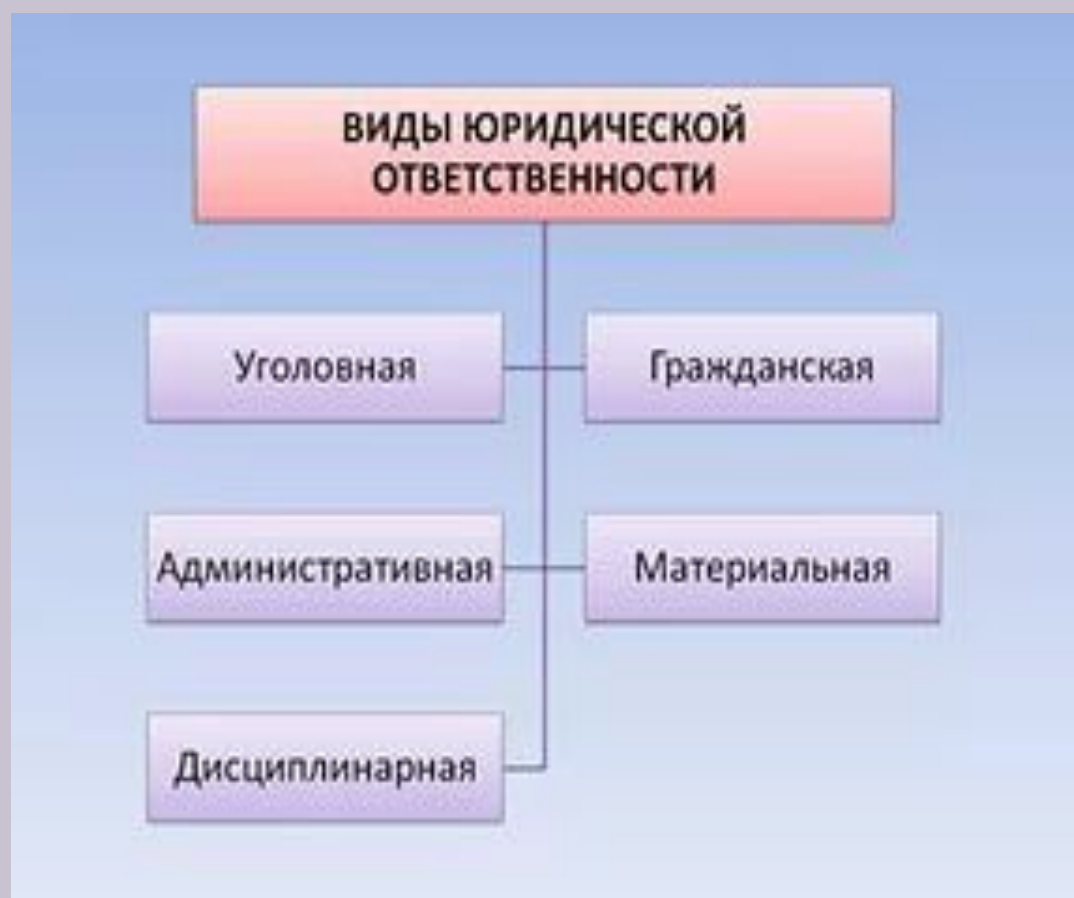 ВИДЫ ЮРИДИЧЕСКОЙ
ОТВЕТСТВЕННОСТИ
Уголовная
Гражданская
Административная
Материальная
Дисциплинарная